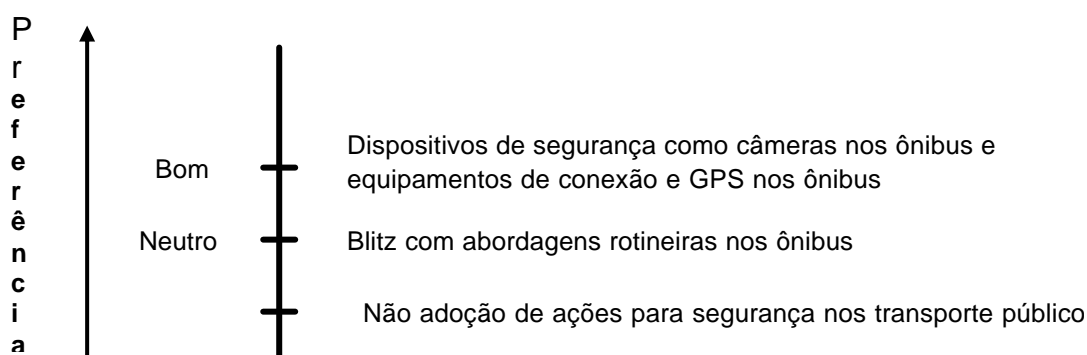 Preferência
Dispositivos de segurança como câmeras nos ônibus e
Bom
equipamentos de conexão e GPS nos ônibus
Neutro
Blitz com abordagens rotineiras nos ônibus
Não adoção de ações para segurança nos transporte público